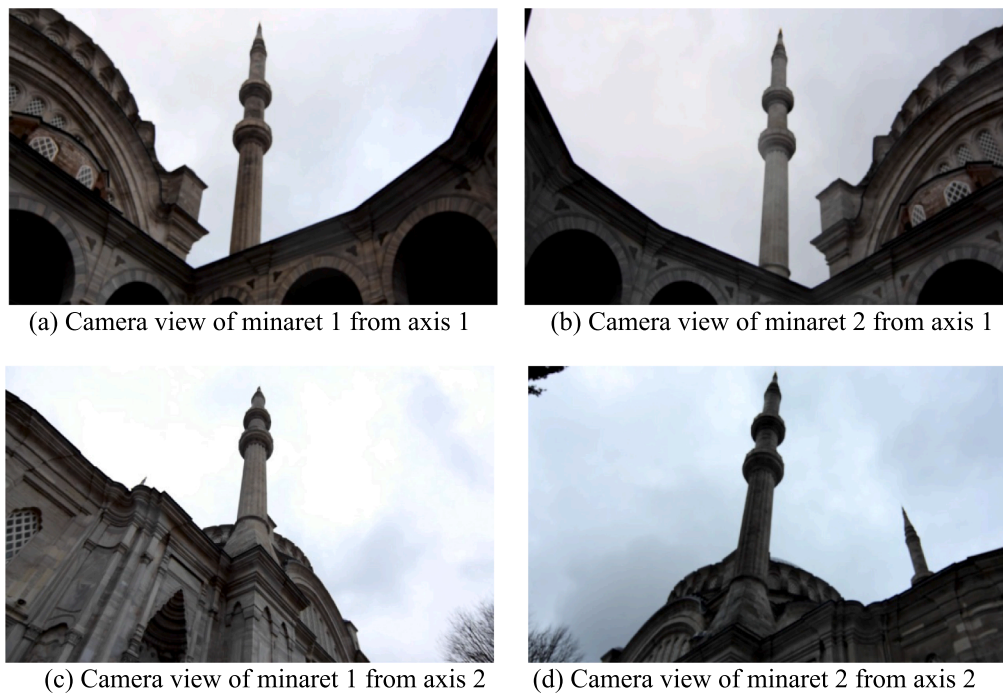 (a) Camera view of minaret 1 from axis 1
(b) Camera view of minaret 2 from axis 1
(c) Camera view of minaret 1 from axis 2
(d) Camera view of minaret 2 from axis 2